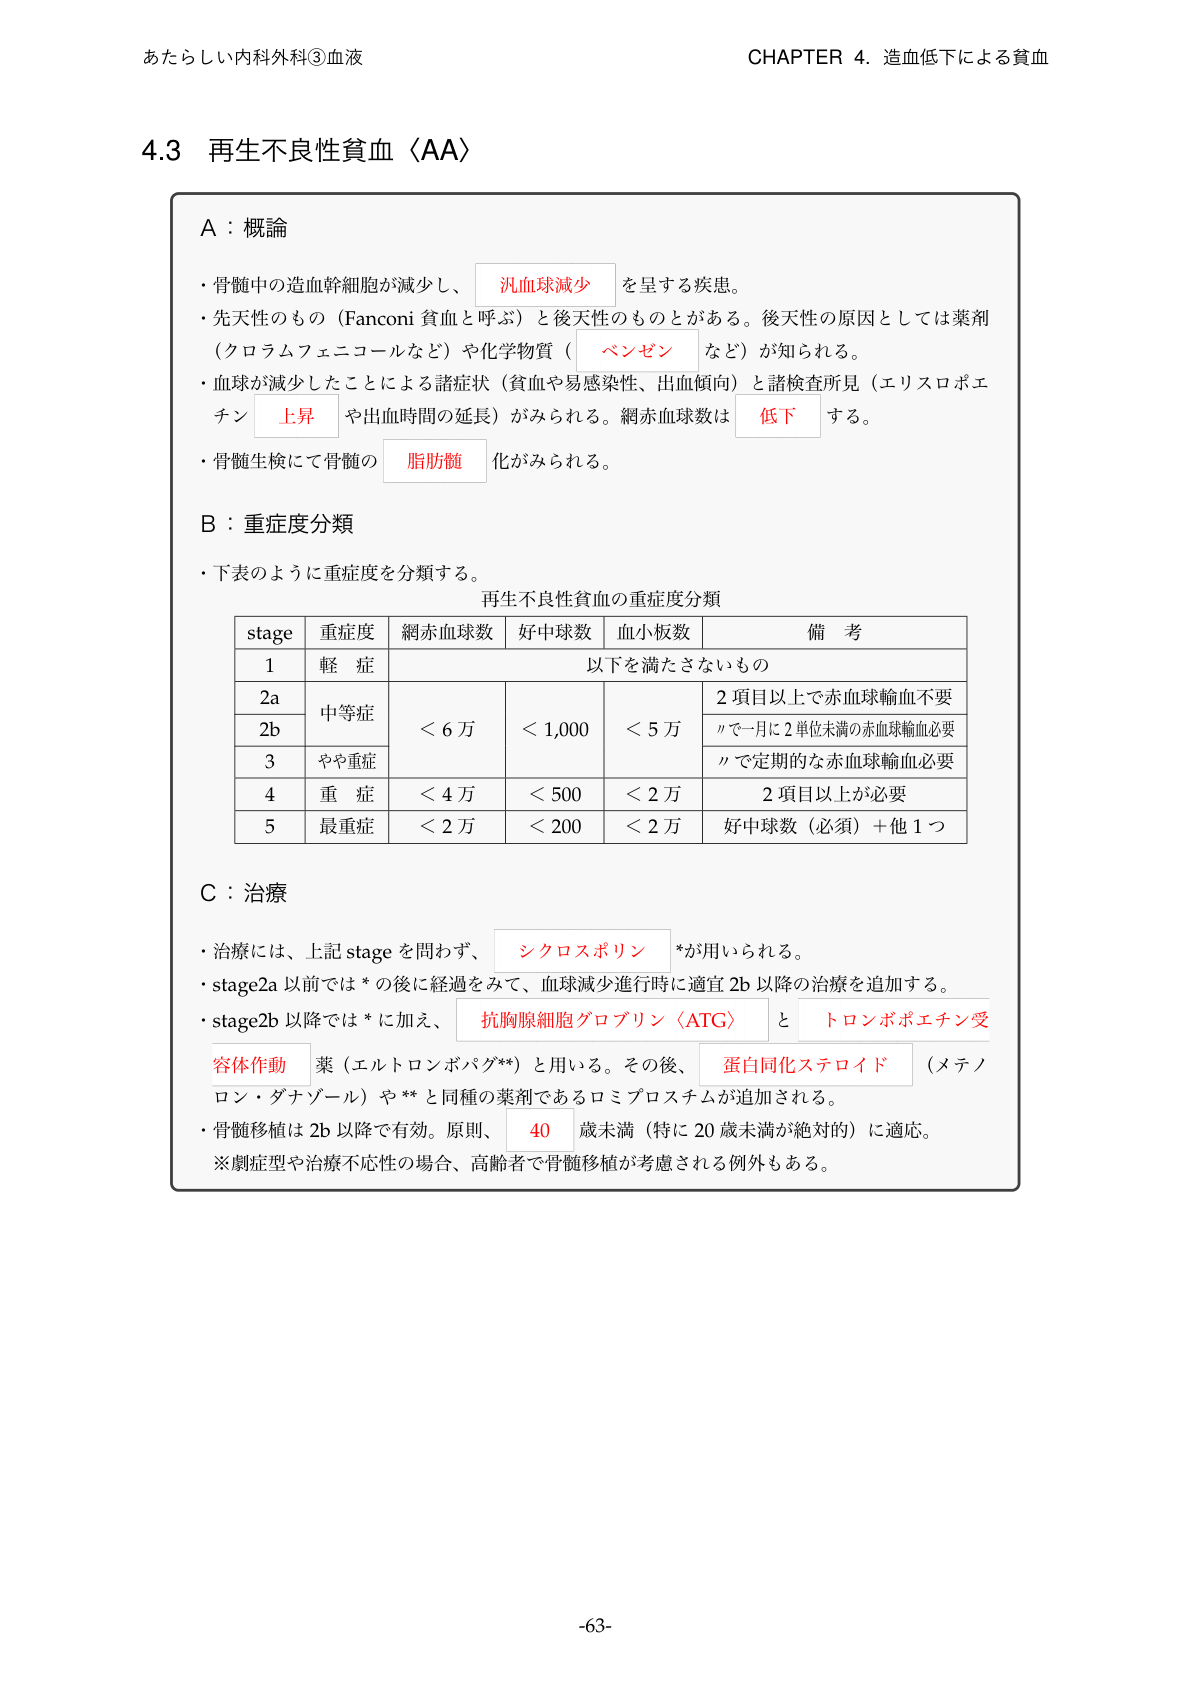 あたらしい内科外科③血液 CHAPTER 4. 造血低下による貧血
4.3 再生不良性貧血〈AA〉
A：概論
・骨髄中の造血幹細胞が減少し、 汎血球減少 を呈する疾患。
・先天性のもの（Fanconi 貧血と呼ぶ）と後天性のものとがある。後天性の原因としては薬剤
（クロラムフェニコールなど）や化学物質（ ベンゼン など）が知られる。
・血球が減少したことによる諸症状（貧血や易感染性、出血傾向）と諸検査所見（エリスロポエ
チン 上昇 や出血時間の延長）がみられる。網赤血球数は 低下 する。
・骨髄生検にて骨髄の 脂肪髄 化がみられる。
B：重症度分類
・下表のように重症度を分類する。
再生不良性貧血の重症度分類
stage 重症度 網赤血球数 好中球数 血小板数 備　考
1 軽　症 以下を満たさないもの
2a 中等症 ＜6万 ＜1,000 ＜5万 2項目以上で赤血球輸血不要
2b 〃で一月に2単位未満の赤血球輸血必要
3 やや重症 〃で定期的な赤血球輸血必要
4 重　症 ＜4万 ＜500 ＜2万 2項目以上が必要
5 最重症 ＜2万 ＜200 ＜2万 好中球数（必須）＋他1つ
C：治療
・治療には、上記 stage を問わず、 シクロスポリン *が用いられる。
・stage2a 以前では * の後に経過をみて、血球減少進行時に適宜 2b 以降の治療を追加する。
・stage2b 以降では * に加え、 抗胸腺細胞グロブリン〈ATG〉 と トロンボポエチン受
容体作動 薬（エルトロンボパグ**）と用いる。その後、 蛋白同化ステロイド （メテノ
ロン・ダナゾール）や ** と同種の薬剤であるロミプロスチムが追加される。
・骨髄移植は 2b 以降で有効。原則、 40 歳未満（特に 20 歳未満が絶対的）に適応。
※劇症型や治療不応性の場合、高齢者で骨髄移植が考慮される例外もある。
-63-